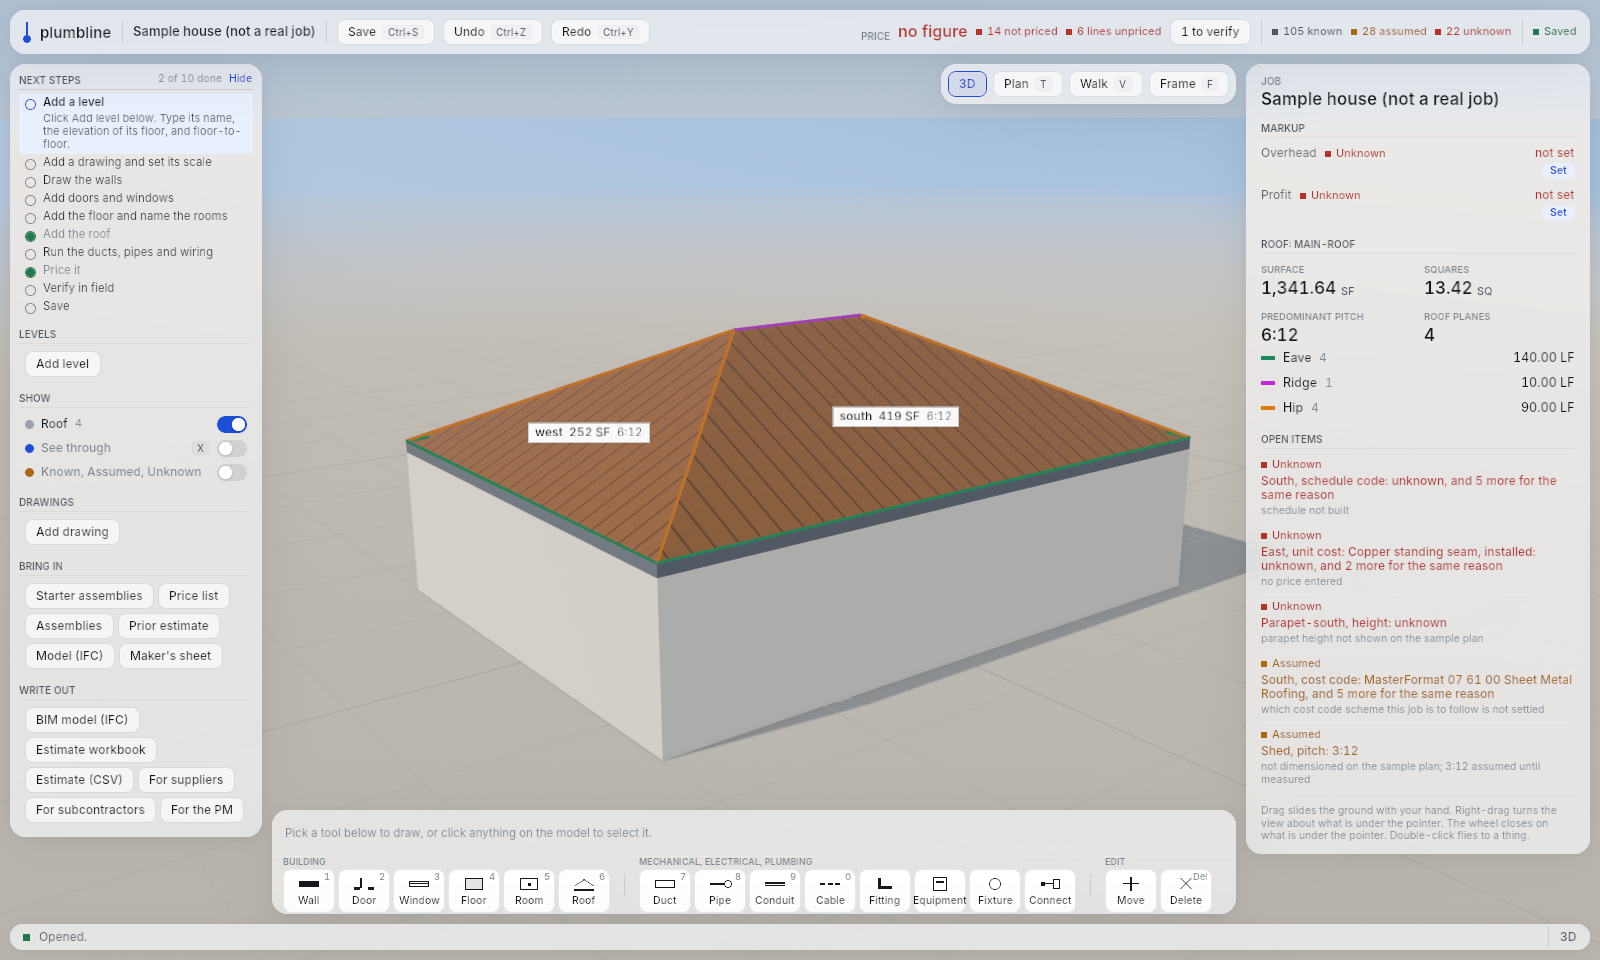 plumbline
Sample house (not a real job)
Save Ctrl+S
Undo Ctrl+Z
Redo Ctrl+Y
PRICE no figure
14 not priced
6 lines unpriced
1 to verify
105 known
28 assumed
22 unknown
Saved
NEXT STEPS
2 of 10 done Hide
Add a level
Click Add level below. Type its name,
the elevation of its floor, and floor-to-
floor.
Add a drawing and set its scale
Draw the walls
Add doors and windows
Add the floor and name the rooms
Add the roof
Run the ducts, pipes and wiring
Price it
Verify in field
Save
LEVELS
Add level
SHOW
Roof 4
See through X
Known, Assumed, Unknown
DRAWINGS
Add drawing
BRING IN
Starter assemblies
Price list
Assemblies
Prior estimate
Model (IFC)
Maker's sheet
WRITE OUT
BIM model (IFC)
Estimate workbook
Estimate (CSV)
For suppliers
For subcontractors
For the PM
3D
Plan T
Walk V
Frame F
west 252 SF 6:12
south 419 SF 6:12
Pick a tool below to draw, or click anything on the model to select it.
BUILDING
1 Wall
2 Door
3 Window
4 Floor
5 Room
6 Roof
MECHANICAL, ELECTRICAL, PLUMBING
7 Duct
8 Pipe
9 Conduit
0 Cable
Fitting
Equipment
Fixture
Connect
EDIT
Move
Del Delete
JOB
Sample house (not a real job)
MARKUP
Overhead Unknown not set
Set
Profit Unknown not set
Set
ROOF: MAIN-ROOF
SURFACE SQUARES
1,341.64 SF 13.42 SQ
PREDOMINANT PITCH ROOF PLANES
6:12 4
Eave 4 140.00 LF
Ridge 1 10.00 LF
Hip 4 90.00 LF
OPEN ITEMS
Unknown
South, schedule code: unknown, and 5 more for the
same reason
schedule not built
Unknown
East, unit cost: Copper standing seam, installed:
unknown, and 2 more for the same reason
no price entered
Unknown
Parapet-south, height: unknown
parapet height not shown on the sample plan
Assumed
South, cost code: MasterFormat 07 61 00 Sheet Metal
Roofing, and 5 more for the same reason
which cost code scheme this job is to follow is not settled
Assumed
Shed, pitch: 3:12
not dimensioned on the sample plan; 3:12 assumed until
measured
Drag slides the ground with your hand. Right-drag turns the
view about what is under the pointer. The wheel closes on
what is under the pointer. Double-click flies to a thing.
Opened.
3D